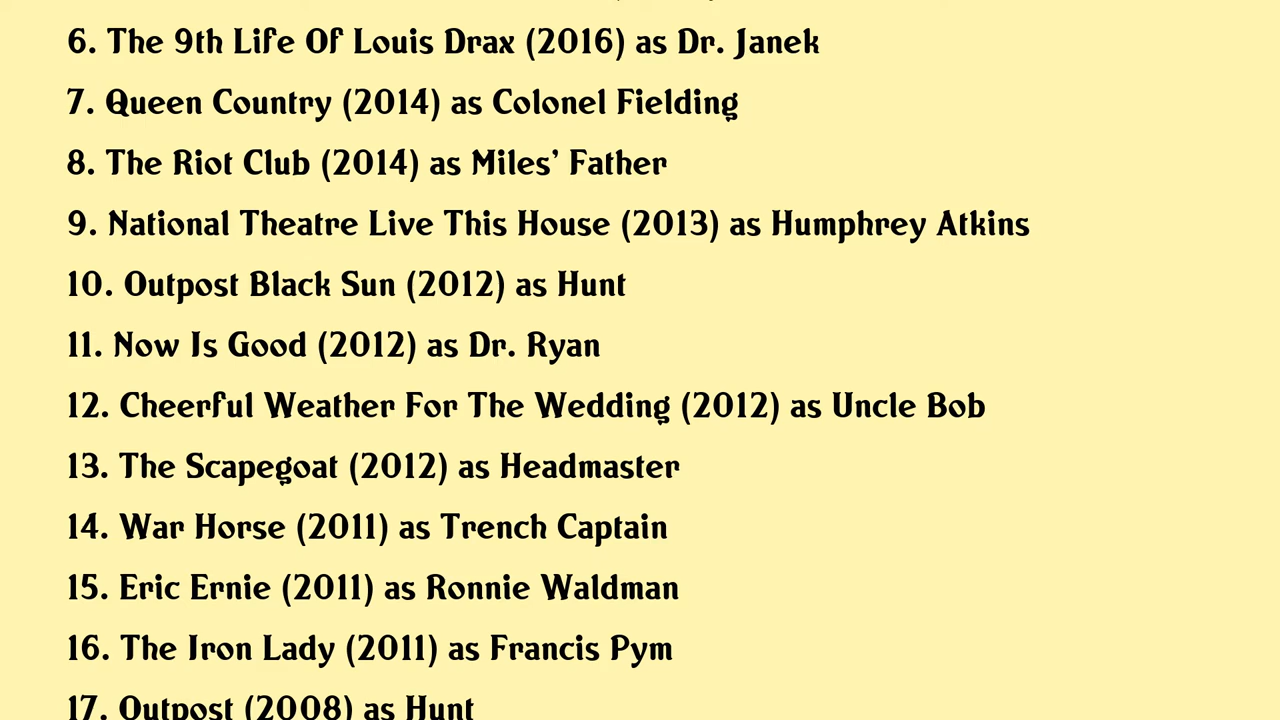 6. The 9th Life Of Louis Drax (2016) as Dr. Janek
7. Queen Country (2014) as Colonel Fielding
8. The Riot Club (2014) as Miles’ Father
9. National Theatre Live This House (2013) as Humphrey Atkins
10. Outpost Black Sun (2012) as Hunt
11. Now Is Good (2012) as Dr. Ryan
12. Cheerful Weather For The Wedding (2012) as Uncle Bob
13. The Scapegoat (2012) as Headmaster
14. War Horse (2011) as Trench Captain
15. Eric Ernie (2011) as Ronnie Waldman
16. The Iron Lady (2011) as Francis Pym
17. Outpost (2008) as Hunt